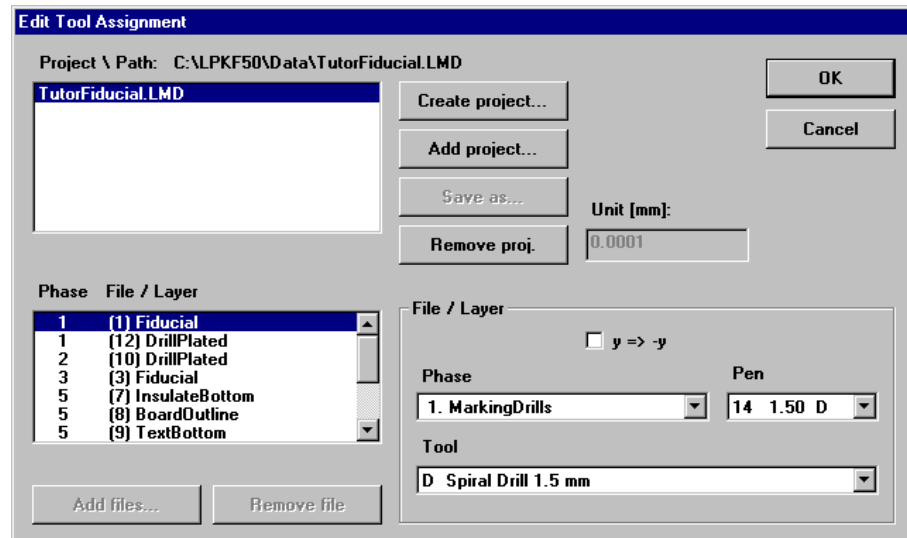 Edit Tool Assignment
Project \ Path: C:\LPKF50\Data\TutorFiducial.LMD
TutorFiducial.LMD
Create project...
Add project...
Save as...
Remove proj.
OK
Cancel
Unit [mm]:
0.0001
Phase File / Layer
1 (1) Fiducial
1 (12) DrillPlated
2 (10) DrillPlated
3 (3) Fiducial
5 (7) InsulateBottom
5 (8) BoardOutline
5 (9) TextBottom
Add files...
Remove file
File / Layer
y => -y
Phase
Pen
1. MarkingDrills
14 1.50 D
Tool
D Spiral Drill 1.5 mm